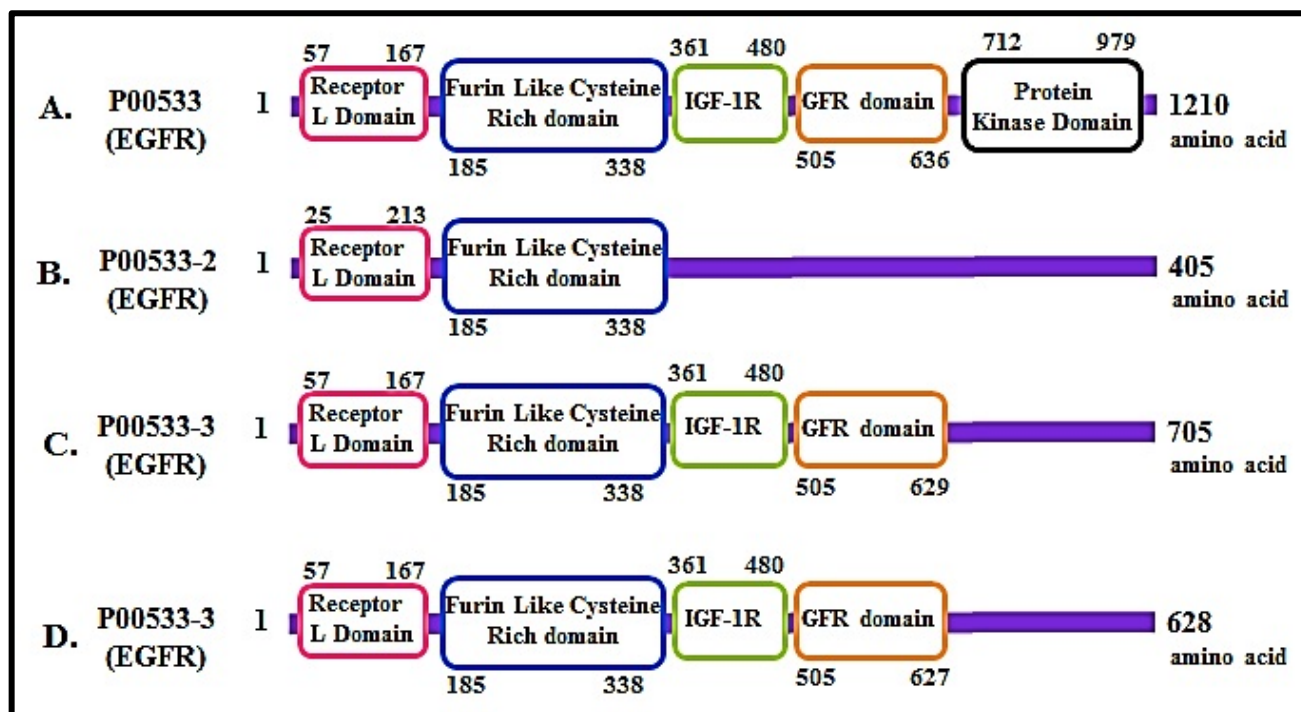 57 167
361 480
712 979
A. P00533 (EGFR) 1
Receptor L Domain
Furin Like Cysteine Rich domain
IGF-1R
GFR domain
Protein Kinase Domain
1210 amino acid
185 338
505 636
25 213
B. P00533-2 (EGFR) 1
Receptor L Domain
Furin Like Cysteine Rich domain
405 amino acid
185 338
57 167
361 480
C. P00533-3 (EGFR) 1
Receptor L Domain
Furin Like Cysteine Rich domain
IGF-1R
GFR domain
705 amino acid
185 338
505 629
57 167
361 480
D. P00533-3 (EGFR) 1
Receptor L Domain
Furin Like Cysteine Rich domain
IGF-1R
GFR domain
628 amino acid
185 338
505 627